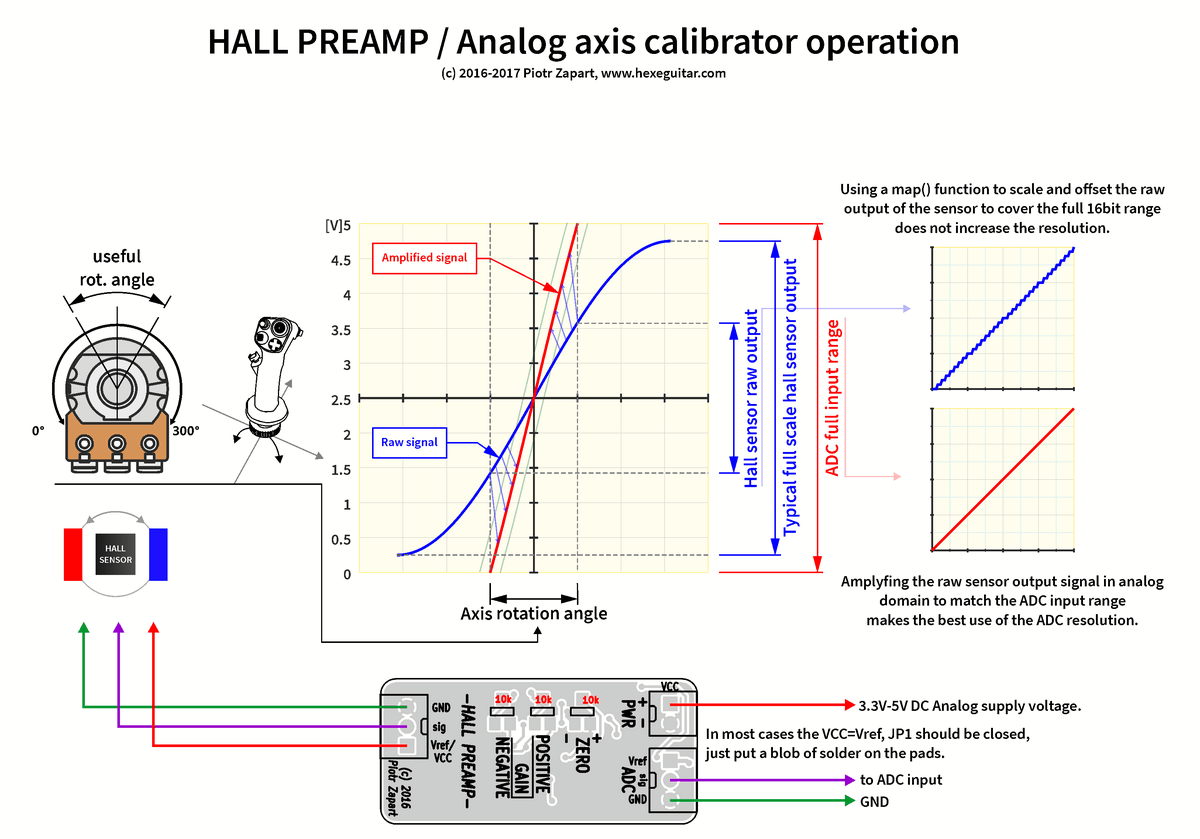 HALL PREAMP / Analog axis calibrator operation
(c) 2016-2017 Piotr Zapart, www.hexeguitar.com
Using a map() function to scale and offset the raw
output of the sensor to cover the full 16bit range
does not increase the resolution.
useful
rot. angle
0°
300°
[V]5
4.5
4
3.5
3
2.5
2
1.5
1
0.5
0
Amplified signal
Raw signal
Hall sensor raw output
Typical full scale hall sensor output
ADC full input range
Axis rotation angle
Amplyfing the raw sensor output signal in analog
domain to match the ADC input range
makes the best use of the ADC resolution.
HALL
SENSOR
GND
sig
Vref/
VCC
(c) 2016
Piotr Zapart
-HALL PREAMP-
10k
10k
10k
NEGATIVE
GAIN
POSITIVE
- ZERO +
VCC
PWR
+
-
Vref
sig
GND
ADC
3.3V-5V DC Analog supply voltage.
In most cases the VCC=Vref, JP1 should be closed,
just put a blob of solder on the pads.
to ADC input
GND